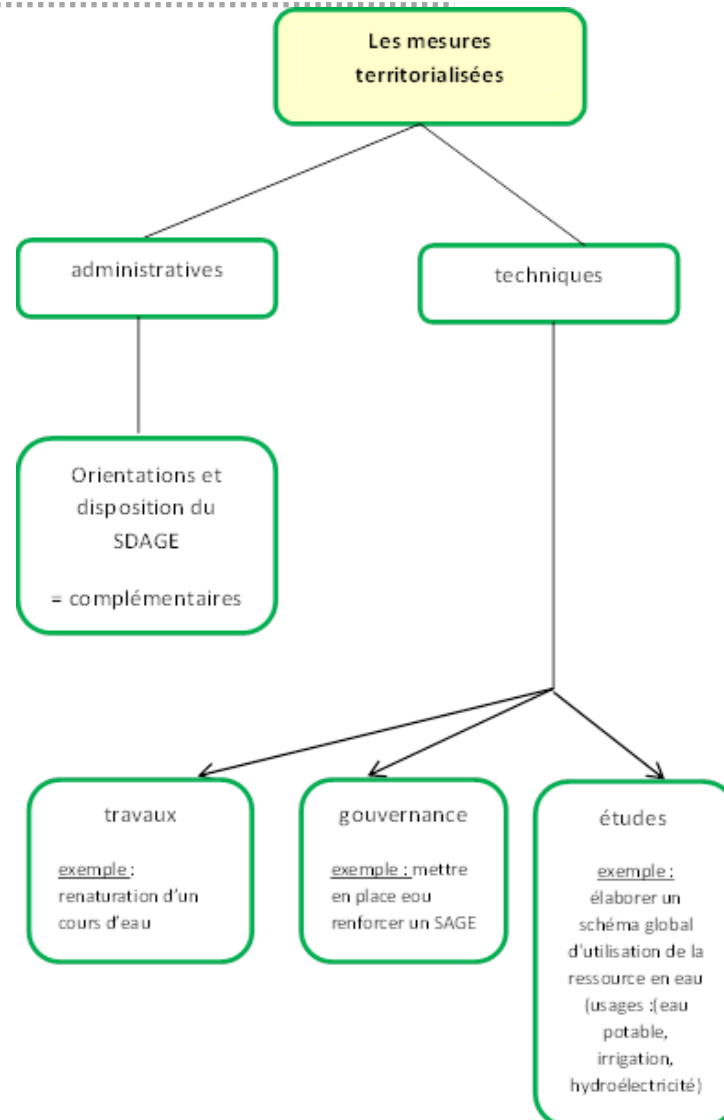 Les mesures
territorialisées
administratives
techniques
Orientations et
disposition du
SDAGE
= complémentaires
travaux
exemple :
renaturation d'un
cours d'eau
gouvernance
exemple : mettre
en place eou
renforcer un SAGE
études
exemple :
élaborer un
schéma global
d'utilisation de la
ressource en eau
(usages :(eau
potable,
irrigation,
hydroélectricité)